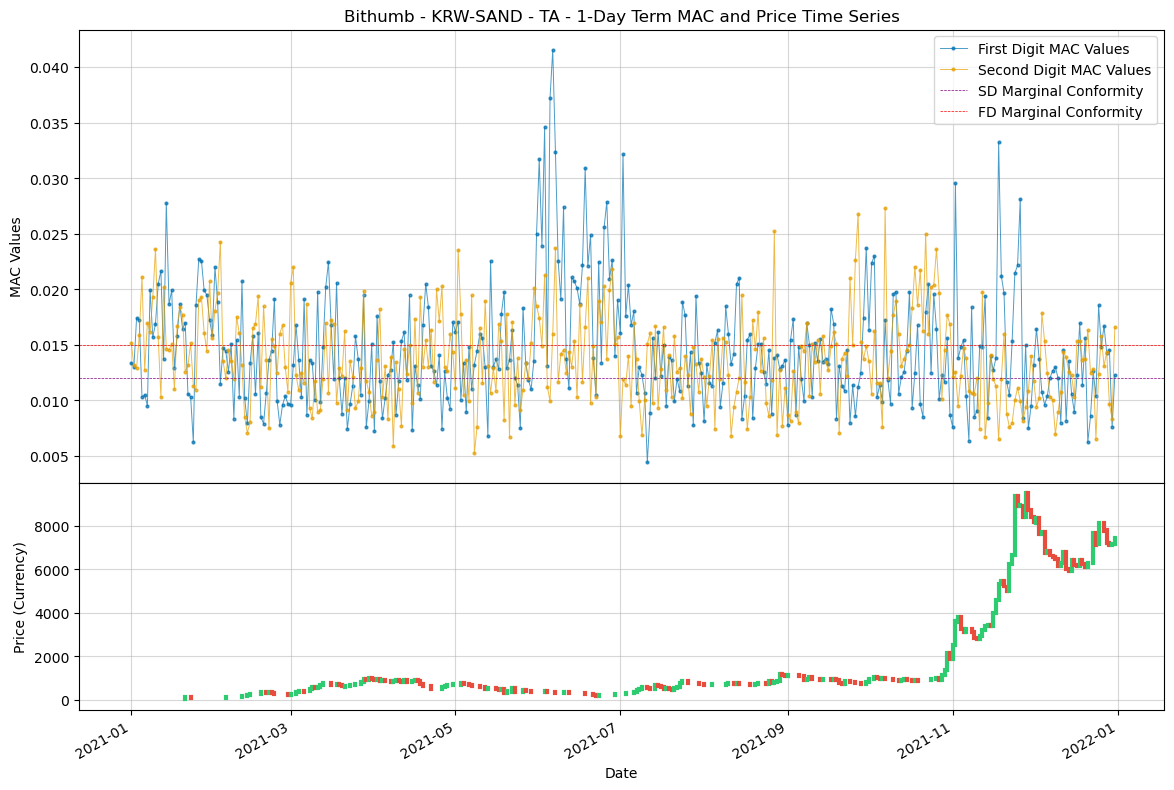 Bithumb - KRW-SAND - TA - 1-Day Term MAC and Price Time Series
First Digit MAC Values
Second Digit MAC Values
SD Marginal Conformity
FD Marginal Conformity
MAC Values
0.040
0.035
0.030
0.025
0.020
0.015
0.010
0.005
Price (Currency)
8000
6000
4000
2000
0
2021-01
2021-03
2021-05
2021-07
2021-09
2021-11
2022-01
Date